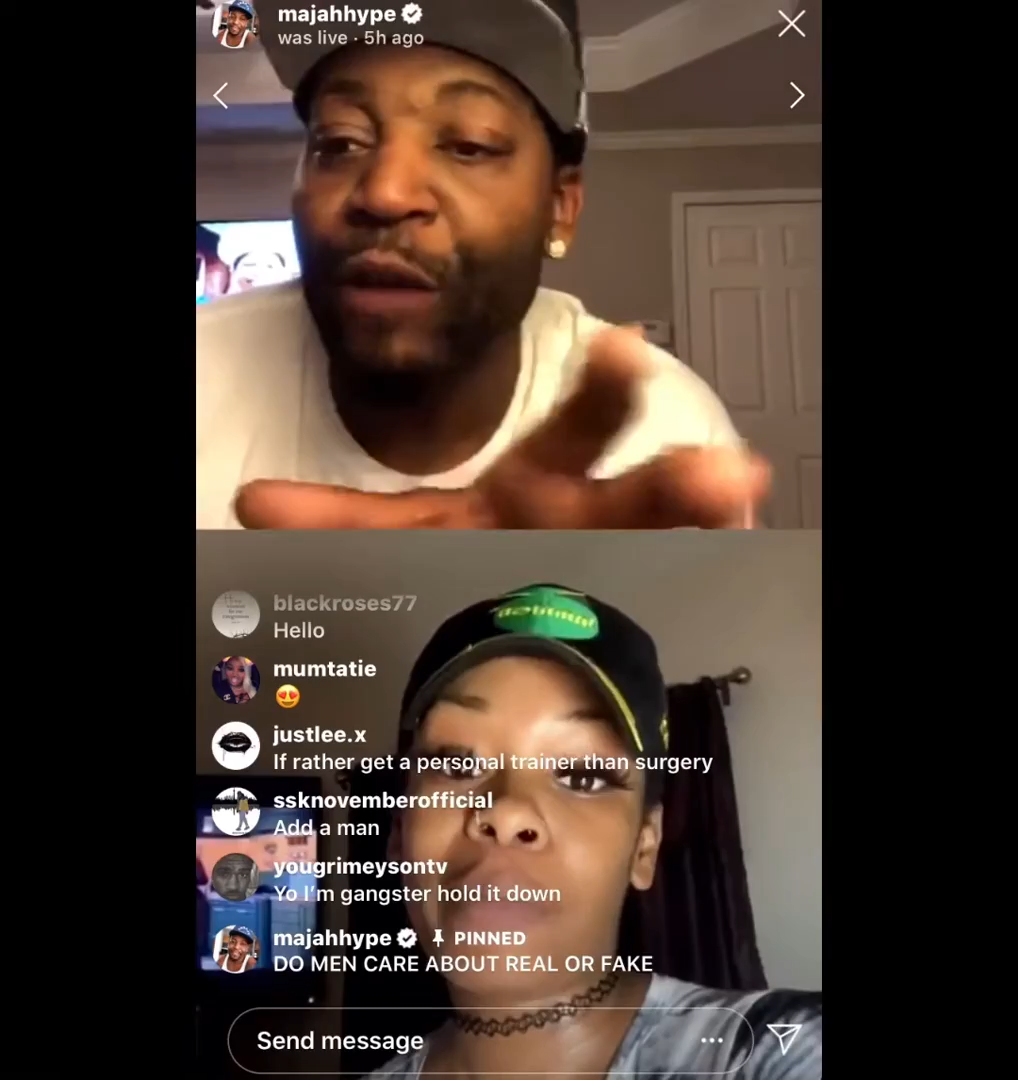 majahhype
was live · 5h ago
blackroses77
Hello
mumtatie
😍
justlee.x
If rather get a personal trainer than surgery
ssknovemberofficial
Add a man
yougrimeysontv
Yo I'm gangster hold it down
majahhype PINNED
DO MEN CARE ABOUT REAL OR FAKE
Send message